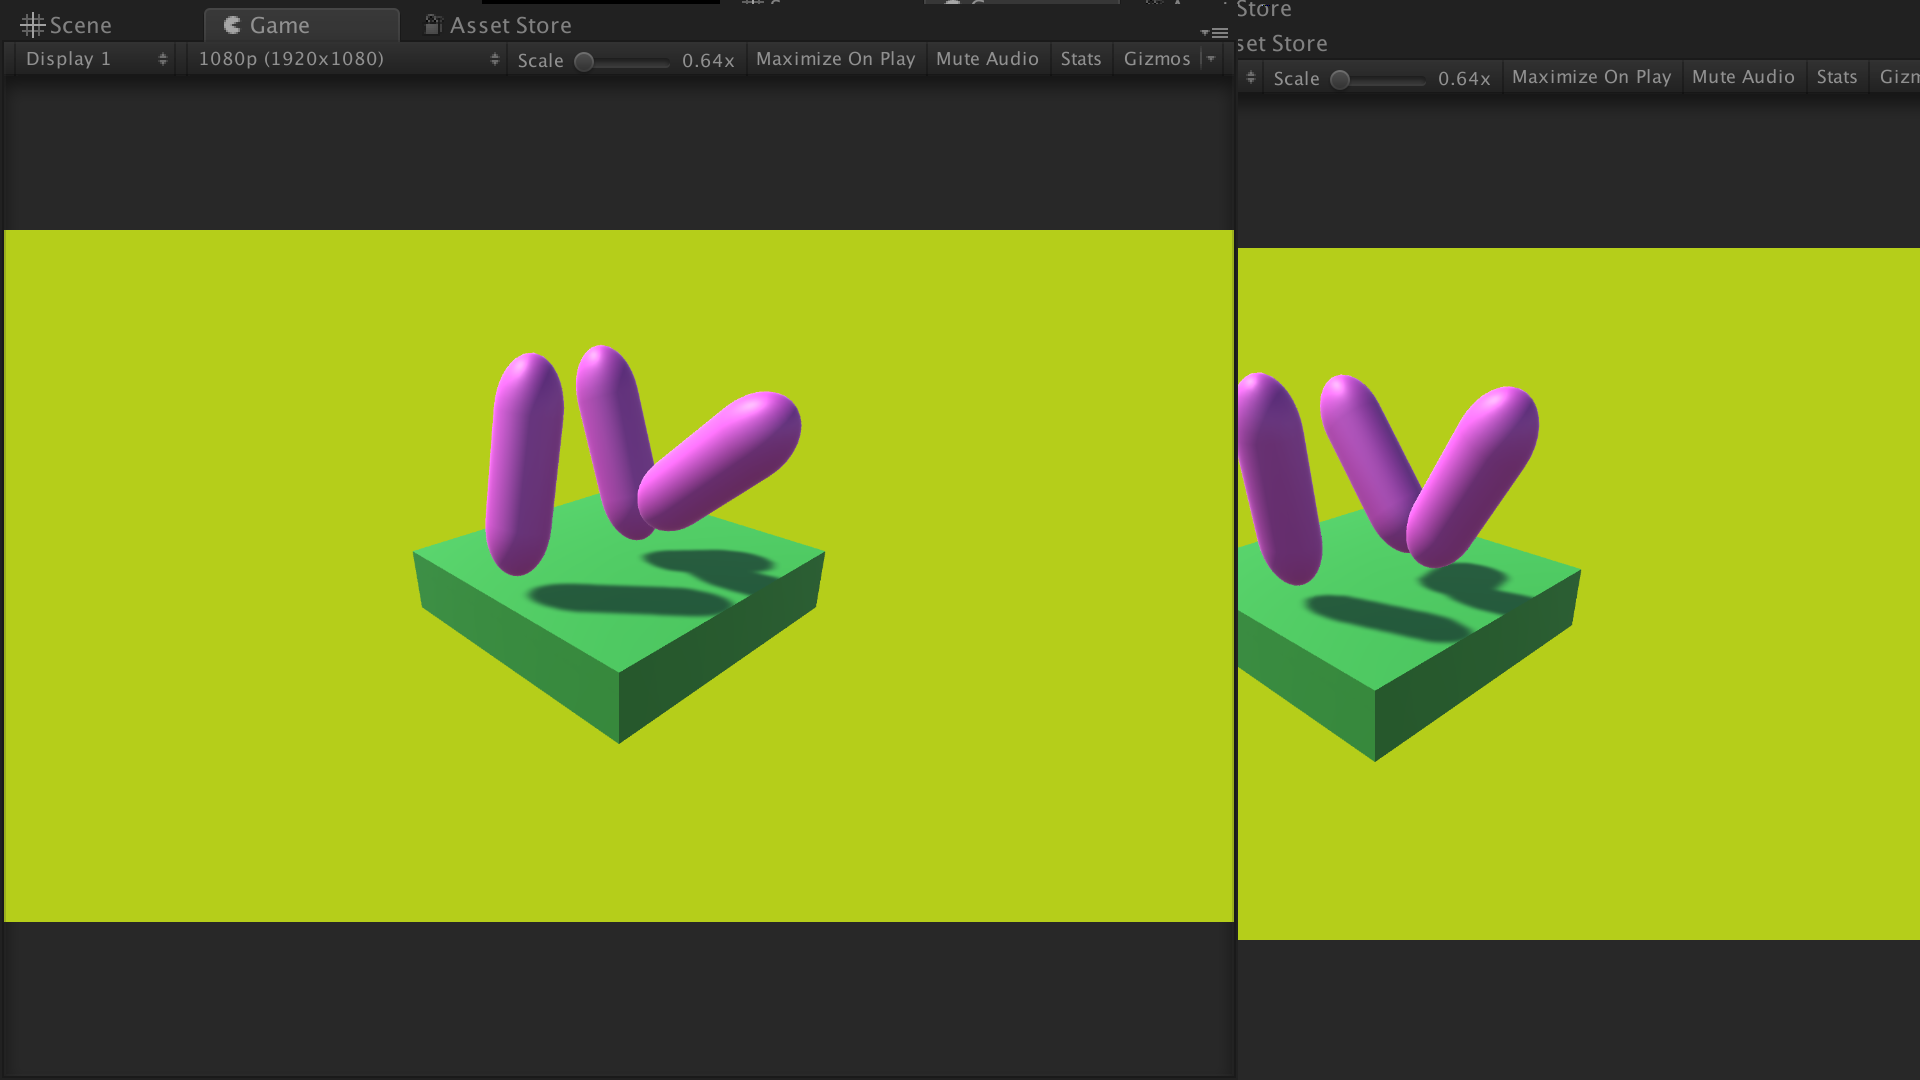 Scene Game Asset Store
Display 1 1080p (1920x1080) Scale 0.64x Maximize On Play Mute Audio Stats Gizmos
Store
set Store
Scale 0.64x Maximize On Play Mute Audio Stats Gizm